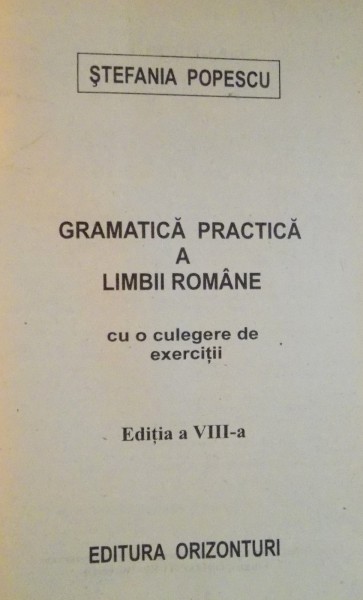 ŞTEFANIA POPESCU
GRAMATICĂ PRACTICĂ
A
LIMBII ROMÂNE
cu o culegere de
exerciţii
Ediţia a VIII-a
EDITURA ORIZONTURI